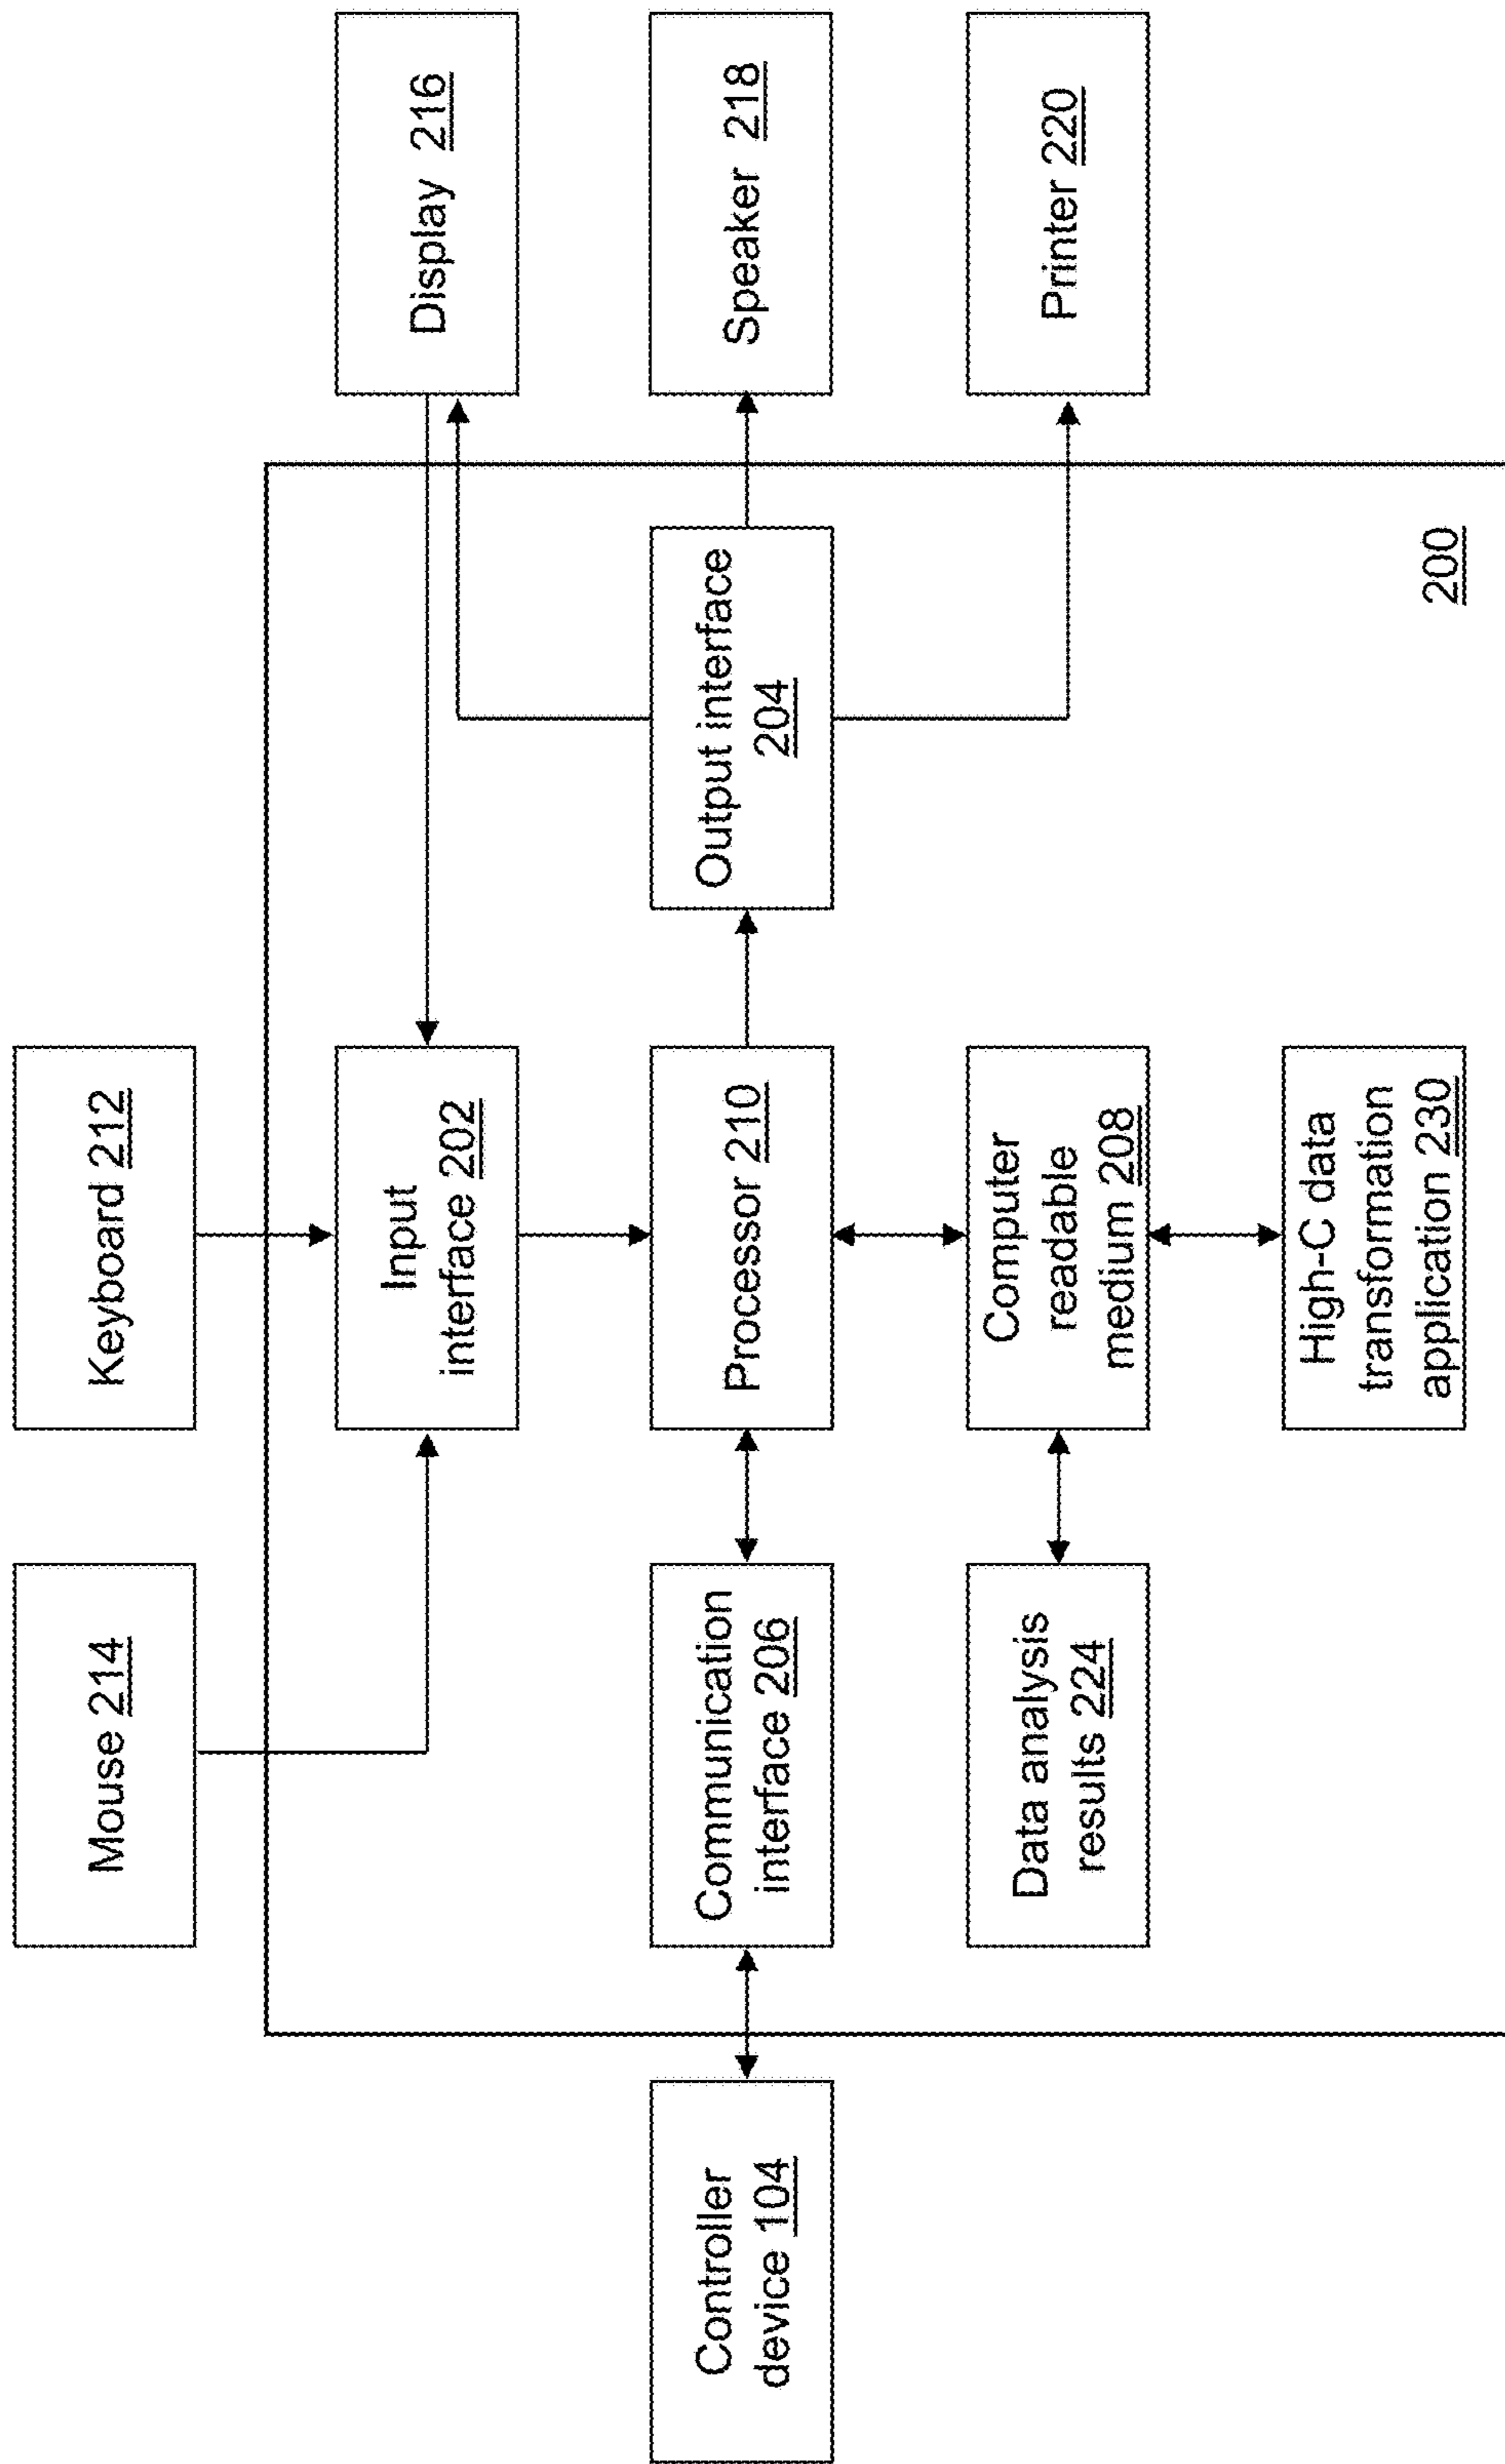 Mouse 214
Keyboard 212
Input
interface 202
Display 216
Controller
device 104
Communication
interface 206
Processor 210
Output interface
204
Speaker 218
Data analysis
results 224
Computer
readable
medium 208
Printer 220
High-C data
transformation
application 230
200